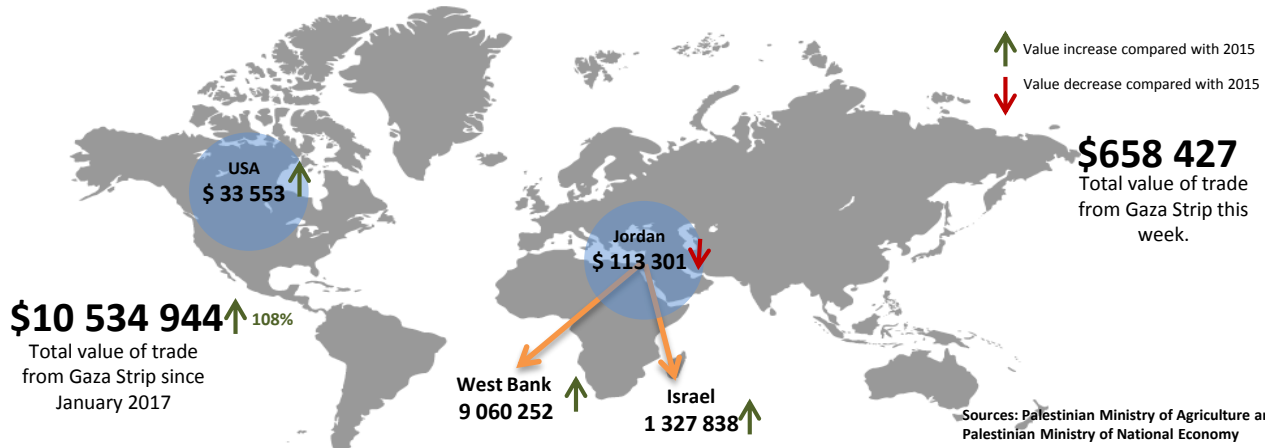 Value increase compared with 2015
Value decrease compared with 2015
$658 427
Total value of trade
from Gaza Strip this
week.
USA
$ 33 553
Jordan
$ 113 301
$10 534 944
108%
Total value of trade
from Gaza Strip since
January 2017
West Bank
9 060 252
Israel
1 327 838
Sources: Palestinian Ministry of Agriculture
Palestinian Ministry of National Economy